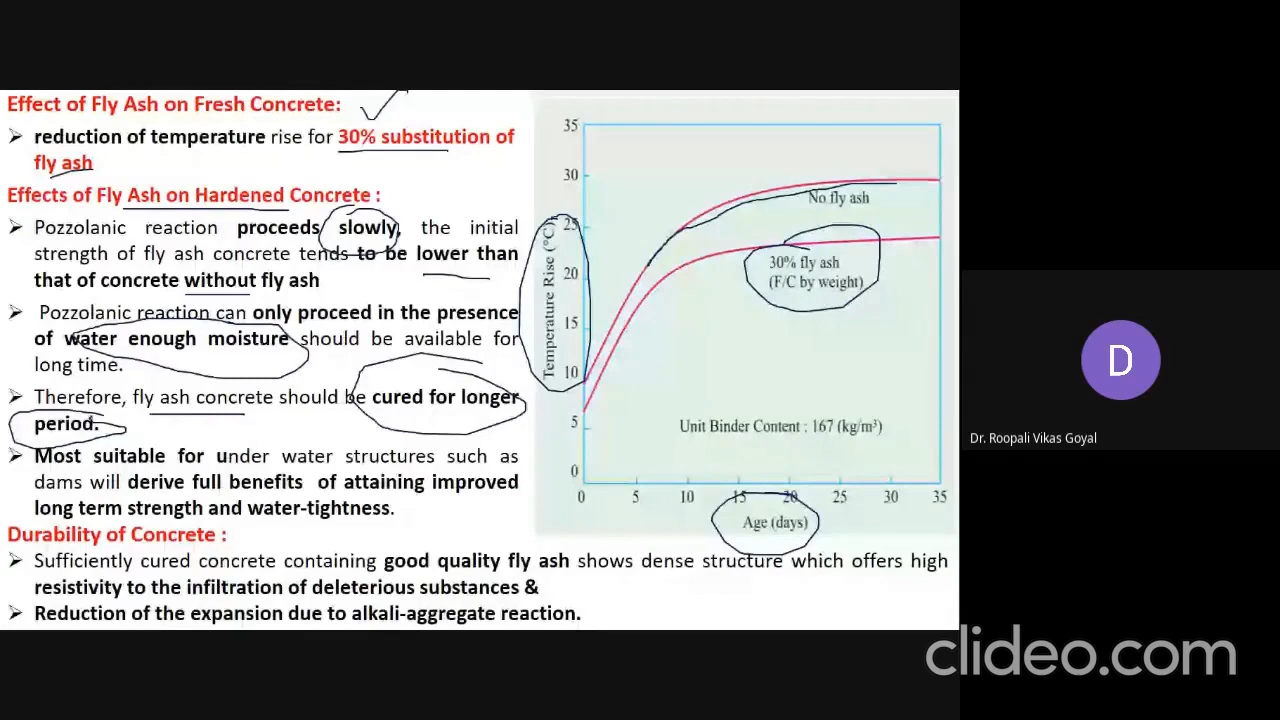 Effect of Fly Ash on Fresh Concrete:
➢ reduction of temperature rise for 30% substitution of
fly ash
Effects of Fly Ash on Hardened Concrete :
➢ Pozzolanic reaction proceeds slowly, the initial
strength of fly ash concrete tends to be lower than
that of concrete without fly ash
➢ Pozzolanic reaction can only proceed in the presence
of water enough moisture should be available for
long time.
➢ Therefore, fly ash concrete should be cured for longer
period.
➢ Most suitable for under water structures such as
dams will derive full benefits of attaining improved
long term strength and water-tightness.
Durability of Concrete :
➢ Sufficiently cured concrete containing good quality fly ash shows dense structure which offers high
resistivity to the infiltration of deleterious substances &
➢ Reduction of the expansion due to alkali-aggregate reaction.
Temperature Rise (°C)
35
30
25
20
15
10
5
0
No fly ash
30% fly ash
(F/C by weight)
Unit Binder Content : 167 (kg/m³)
0 5 10 15 20 25 30 35
Age (days)
D
Dr. Roopali Vikas Goyal
clideo.com